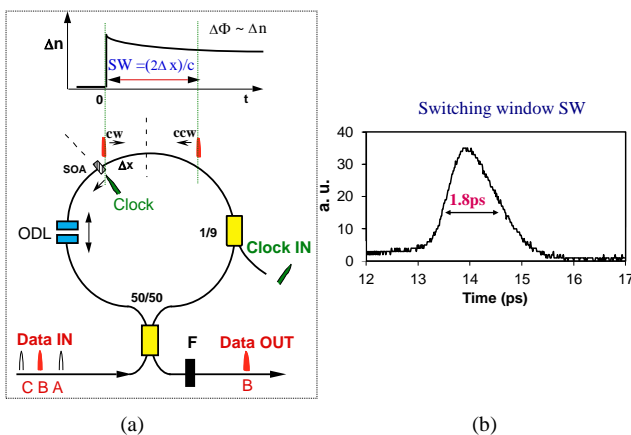 Δn
ΔΦ ~ Δn
SW =(2Δ x)/c
0
t
cw
ccw
SOA
Δx
Clock
ODL
1/9
Clock IN
50/50
Data IN
F
Data OUT
C B A
B
(a)
Switching window SW
40
30
20
10
0
a. u.
1.8ps
12 13 14 15 16 17
Time (ps)
(b)